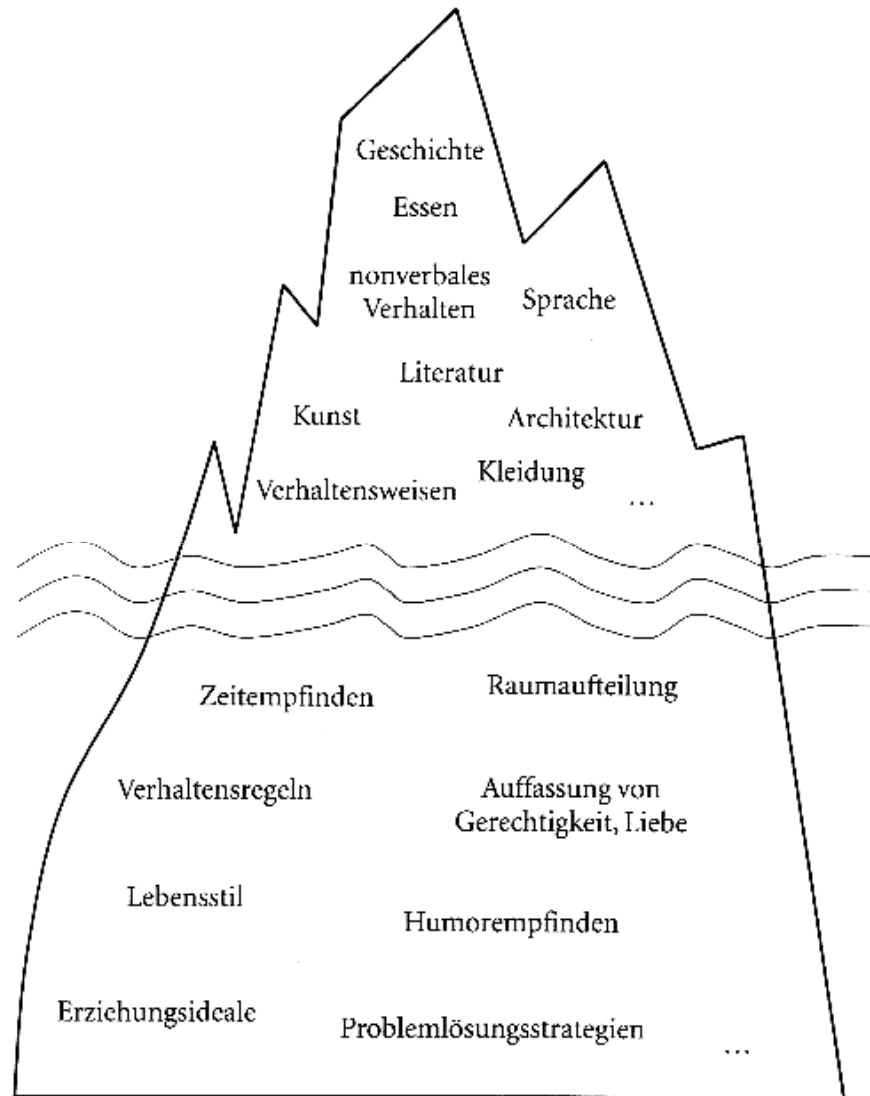 Geschichte
Essen
nonverbales
Verhalten
Sprache
Literatur
Kunst
Architektur
Kleidung
Verhaltensweisen
...
Zeitempfinden
Raumaufteilung
Verhaltensregeln
Auffassung von
Gerechtigkeit, Liebe
Lebensstil
Humorempfinden
Erziehungsideale
Problemlösungsstrategien
...